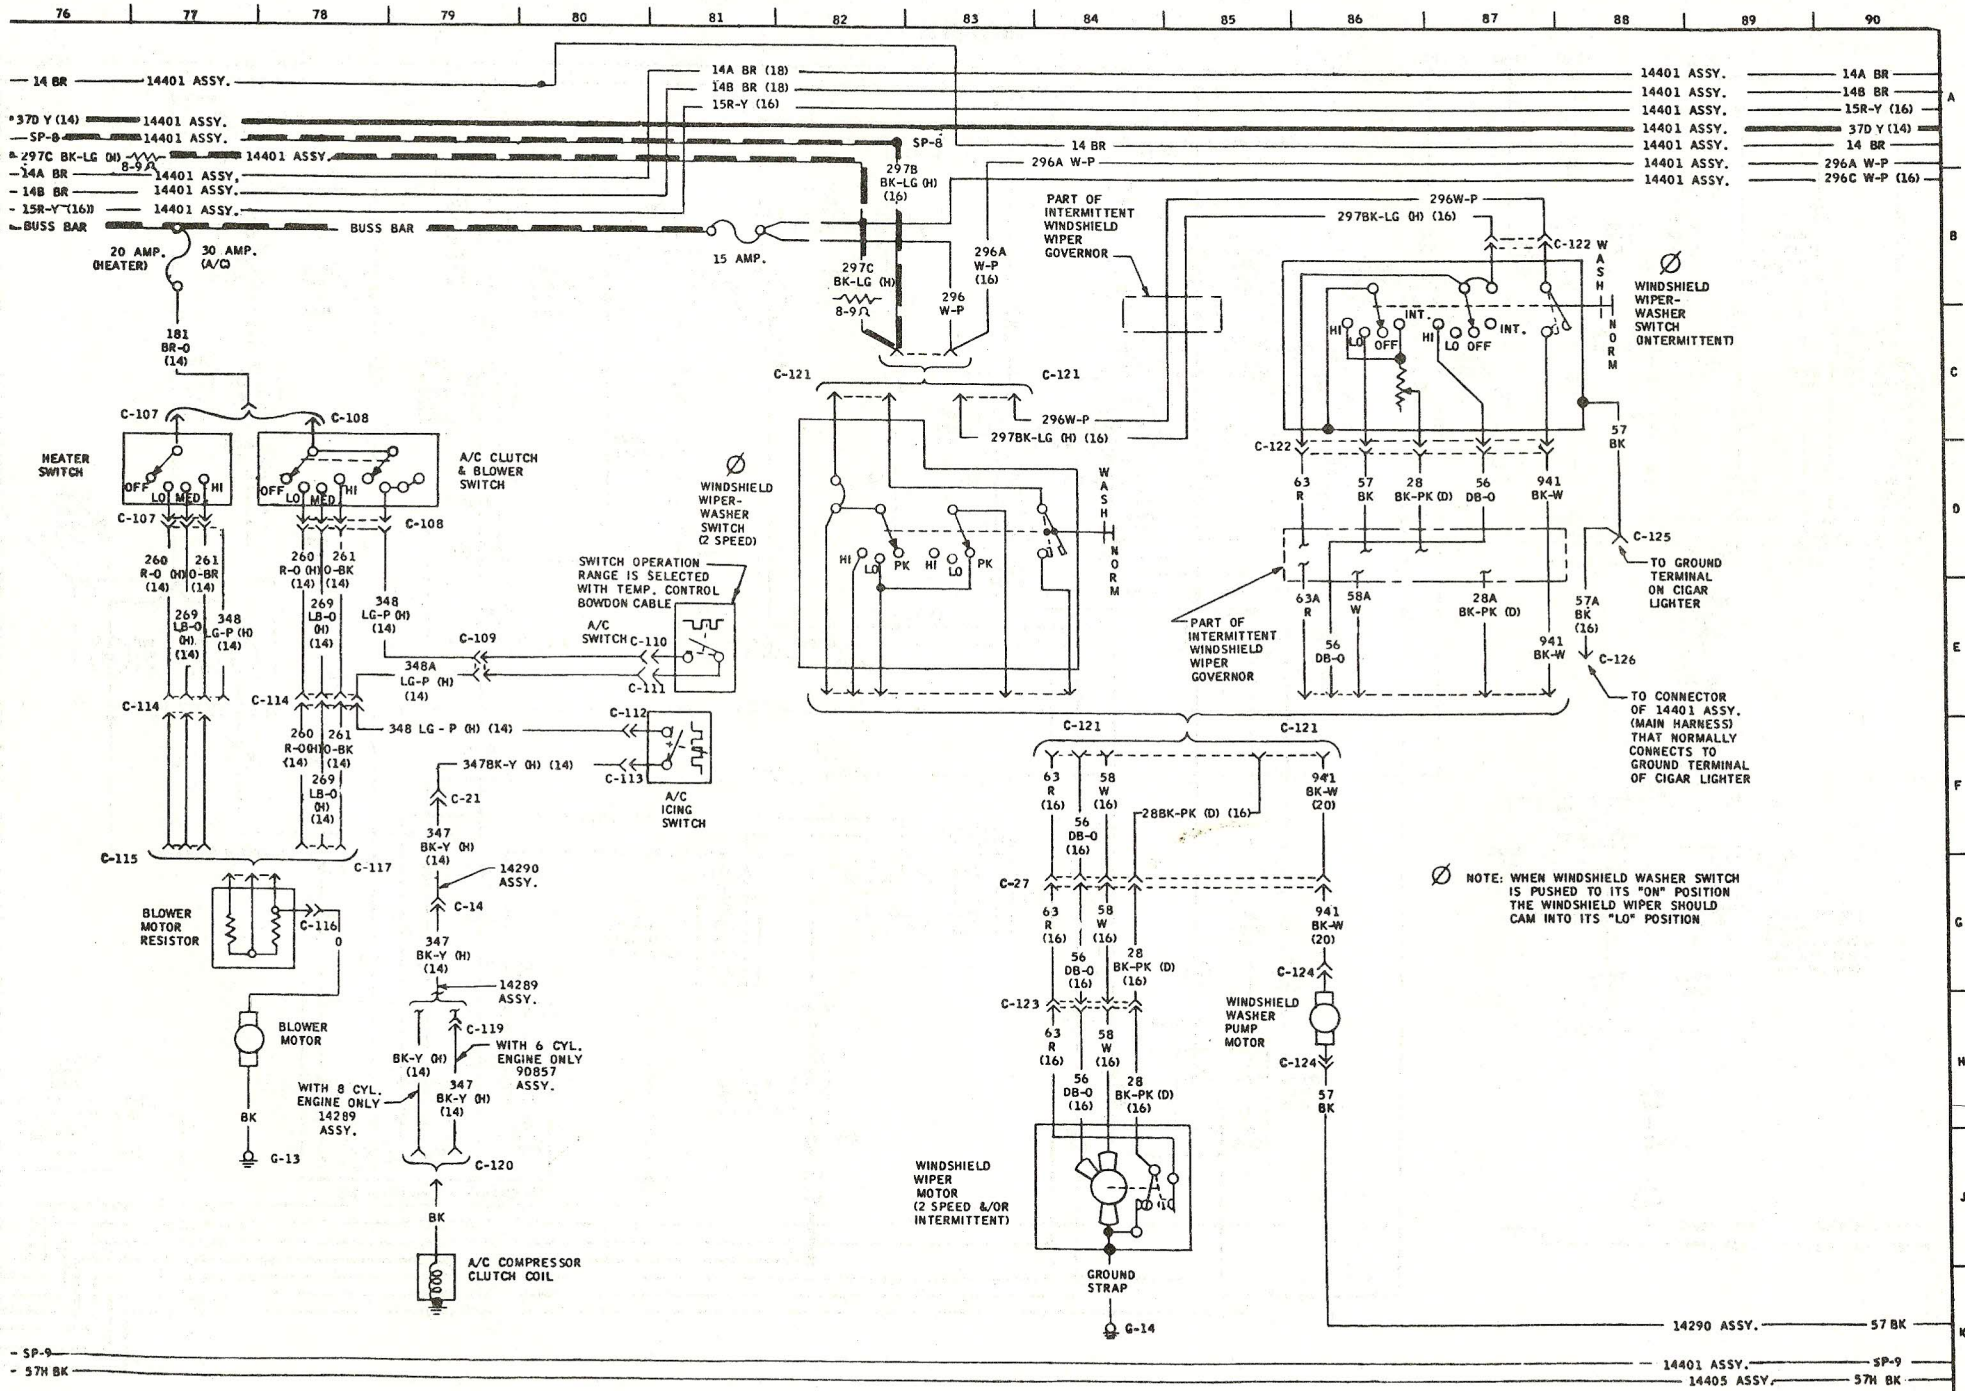 76 77 78 79 80 81 82 83 84 85 86 87 88 89 90
14 BR 14401 ASSY.
14A BR (18) 14401 ASSY. 14A BR
14B BR (18) 14401 ASSY. 14B BR
15R-Y (16) 14401 ASSY. 15R-Y (16)
37D Y (14) 14401 ASSY. 14401 ASSY. 37D Y (14)
SP-8 14401 ASSY. SP-8
14 BR 14401 ASSY. 14 BR
297C BK-LG (H) 14401 ASSY.
8-9Ω
296A W-P 14401 ASSY. 296A W-P
14A BR 14401 ASSY.
14401 ASSY. 296C W-P (16)
14B BR 14401 ASSY.
15R-Y (16) 14401 ASSY.
BUSS BAR BUSS BAR
A
B
C
D
E
F
G
H
J
K
20 AMP.
(HEATER)
30 AMP.
(A/C)
15 AMP.
181
BR-O
(14)
297B
BK-LG (H)
(16)
297C
BK-LG (H)
8-9Ω
296
W-P
296A
W-P
(16)
PART OF
INTERMITTENT
WINDSHIELD
WIPER
GOVERNOR
296W-P
297BK-LG (H) (16)
C-122
WASH
NORM
Ø
WINDSHIELD
WIPER-
WASHER
SWITCH
(INTERMITTENT)
HI LO OFF INT. HI LO OFF INT.
C-107 C-108
HEATER
SWITCH
OFF LO MED HI
A/C CLUTCH
& BLOWER
SWITCH
OFF LO MED HI
C-107 C-108
C-121 C-121
296W-P
297BK-LG (H) (16)
Ø
WINDSHIELD
WIPER-
WASHER
SWITCH
(2 SPEED)
HI LO PK HI LO PK
WASH
NORM
C-122
57
BK
63
R
57
BK
28
BK-PK (D)
56
DB-O
941
BK-W
C-125
TO GROUND
TERMINAL
ON CIGAR
LIGHTER
57A
BK
(16)
C-126
TO CONNECTOR
OF 14401 ASSY.
(MAIN HARNESS)
THAT NORMALLY
CONNECTS TO
GROUND TERMINAL
OF CIGAR LIGHTER
63A
R
58A
W
28A
BK-PK (D)
56
DB-O
941
BK-W
PART OF
INTERMITTENT
WINDSHIELD
WIPER
GOVERNOR
260
R-O (H)
(14)
261
O-BR
(14)
269
LB-O
(H)
(14)
348
LG-P (H)
(14)
260
R-O (H)
(14)
261
O-BK
(14)
269
LB-O
(H)
(14)
348
LG-P (H)
(14)
SWITCH OPERATION
RANGE IS SELECTED
WITH TEMP. CONTROL
BOWDON CABLE
A/C
SWITCH
C-109
C-110
C-111
348A
LG-P (H)
(14)
C-114 C-114
348 LG-P (H) (14)
C-112
347BK-Y (H) (14)
C-113
A/C
ICING
SWITCH
260
R-O (H)
(14)
261
O-BK
(14)
269
LB-O
(H)
(14)
C-21
347
BK-Y (H)
(14)
14290
ASSY.
C-14
347
BK-Y (H)
(14)
14289
ASSY.
C-115 C-117
BLOWER
MOTOR
RESISTOR
C-116
O
BLOWER
MOTOR
BK
G-13
C-119
WITH 6 CYL.
ENGINE ONLY
90857
ASSY.
BK-Y (H)
(14)
347
BK-Y (H)
(14)
WITH 8 CYL.
ENGINE ONLY
14289
ASSY.
C-120
BK
A/C COMPRESSOR
CLUTCH COIL
C-121 C-121
63
R
(16)
56
DB-O
(16)
58
W
(16)
28BK-PK (D) (16)
941
BK-W
(20)
C-27
63
R
(16)
56
DB-O
(16)
58
W
(16)
28
BK-PK (D)
(16)
941
BK-W
(20)
C-123
63
R
(16)
56
DB-O
(16)
58
W
(16)
28
BK-PK (D)
(16)
C-124
WINDSHIELD
WASHER
PUMP
MOTOR
C-124
57
BK
WINDSHIELD
WIPER
MOTOR
(2 SPEED &/OR
INTERMITTENT)
GROUND
STRAP
G-14
Ø NOTE: WHEN WINDSHIELD WASHER SWITCH
IS PUSHED TO ITS "ON" POSITION
THE WINDSHIELD WIPER SHOULD
CAM INTO ITS "LO" POSITION
14290 ASSY. 57 BK
SP-9 14401 ASSY. SP-9
57H BK 14405 ASSY. 57H BK